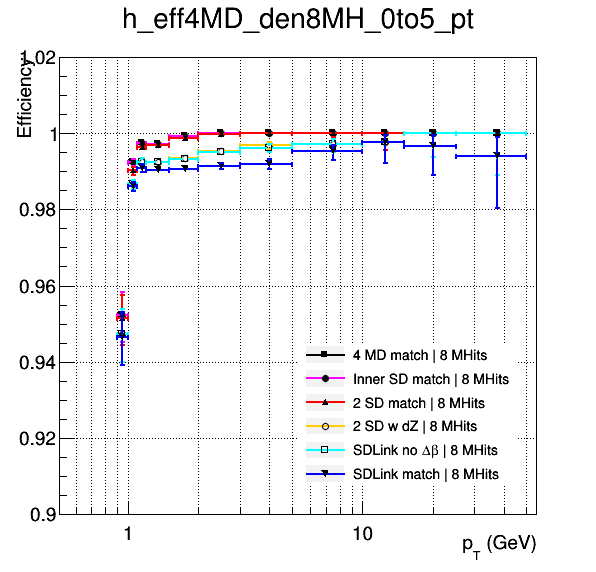 h_eff4MD_den8MH_0to5_pt
Efficiency
1.02
1
0.98
0.96
0.94
0.92
0.9
4 MD match | 8 MHits
Inner SD match | 8 MHits
2 SD match | 8 MHits
2 SD w dZ | 8 MHits
SDLink no Δβ | 8 MHits
SDLink match | 8 MHits
1
10
p_T (GeV)